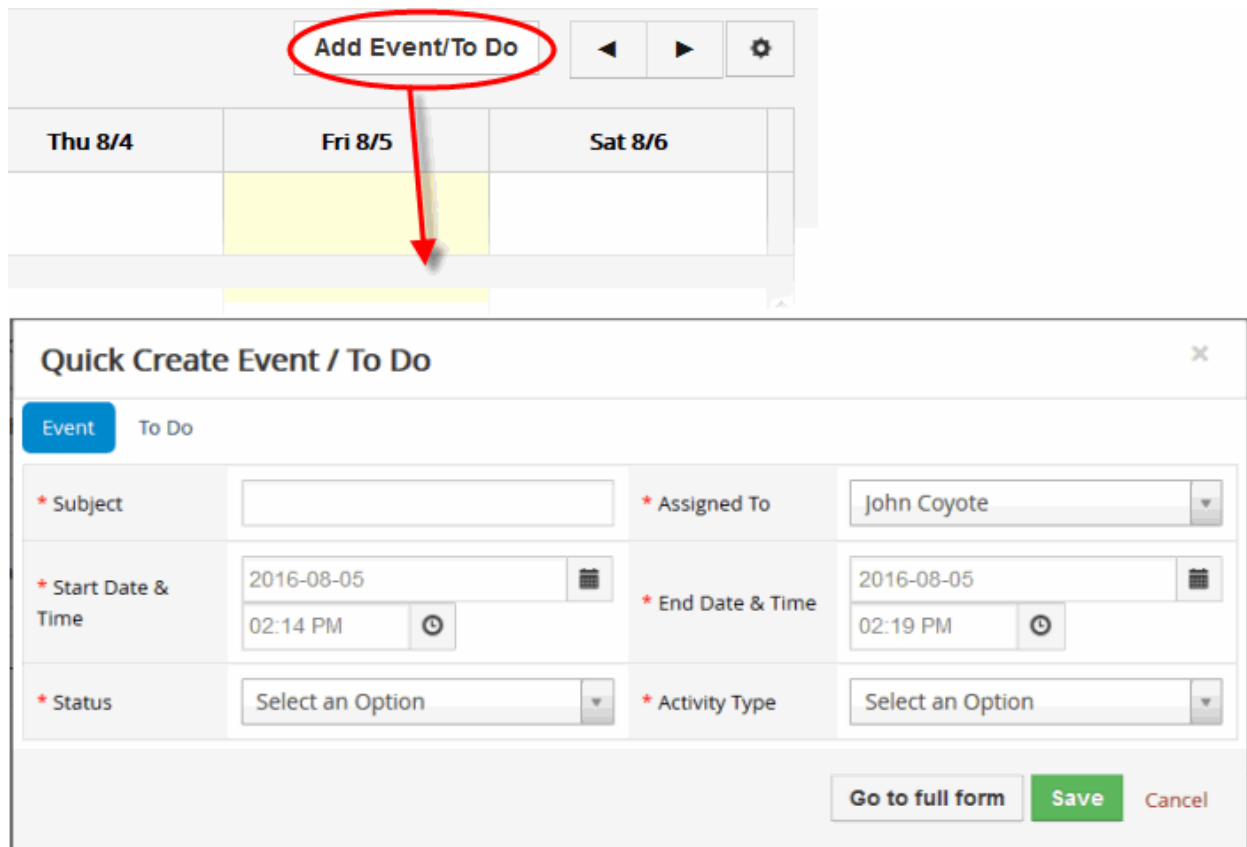 Add Event/To Do
Thu 8/4 Fri 8/5 Sat 8/6
Quick Create Event / To Do
Event To Do
* Subject * Assigned To John Coyote
* Start Date & Time 2016-08-05 02:14 PM * End Date & Time 2016-08-05 02:19 PM
* Status Select an Option * Activity Type Select an Option
Go to full form Save Cancel